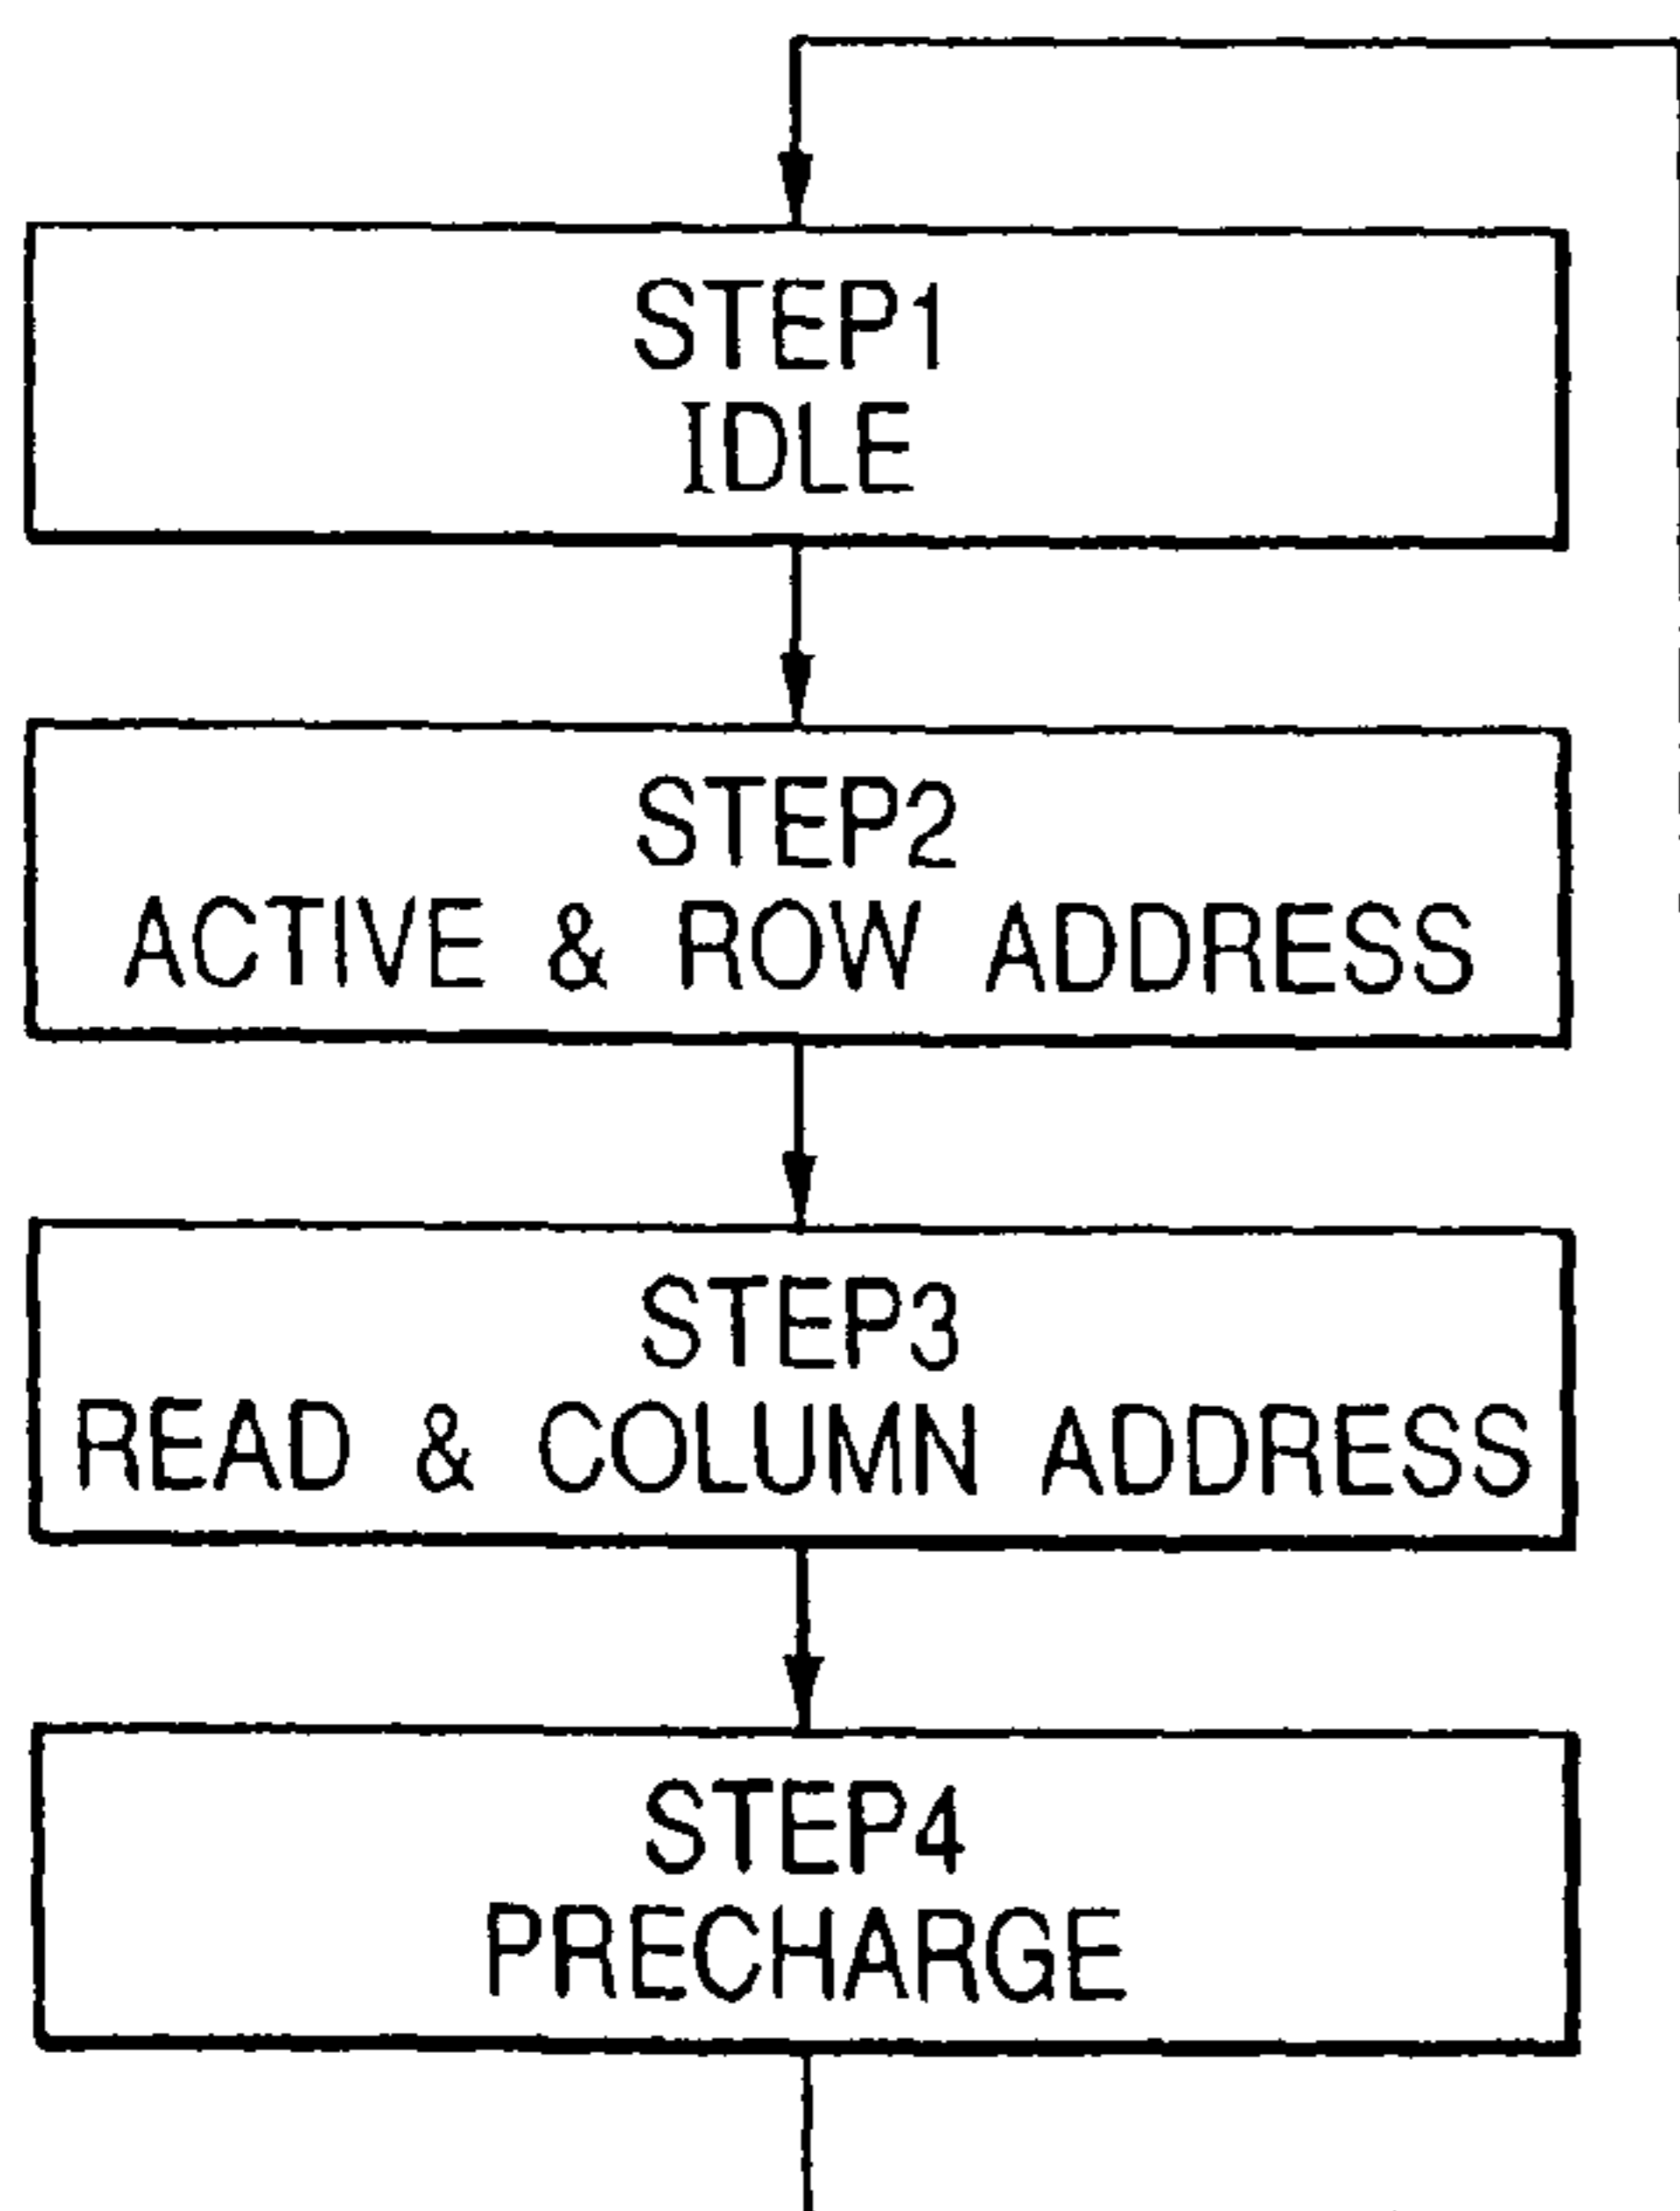 STEP1
IDLE
STEP2
ACTIVE & ROW ADDRESS
STEP3
READ & COLUMN ADDRESS
STEP4
PRECHARGE